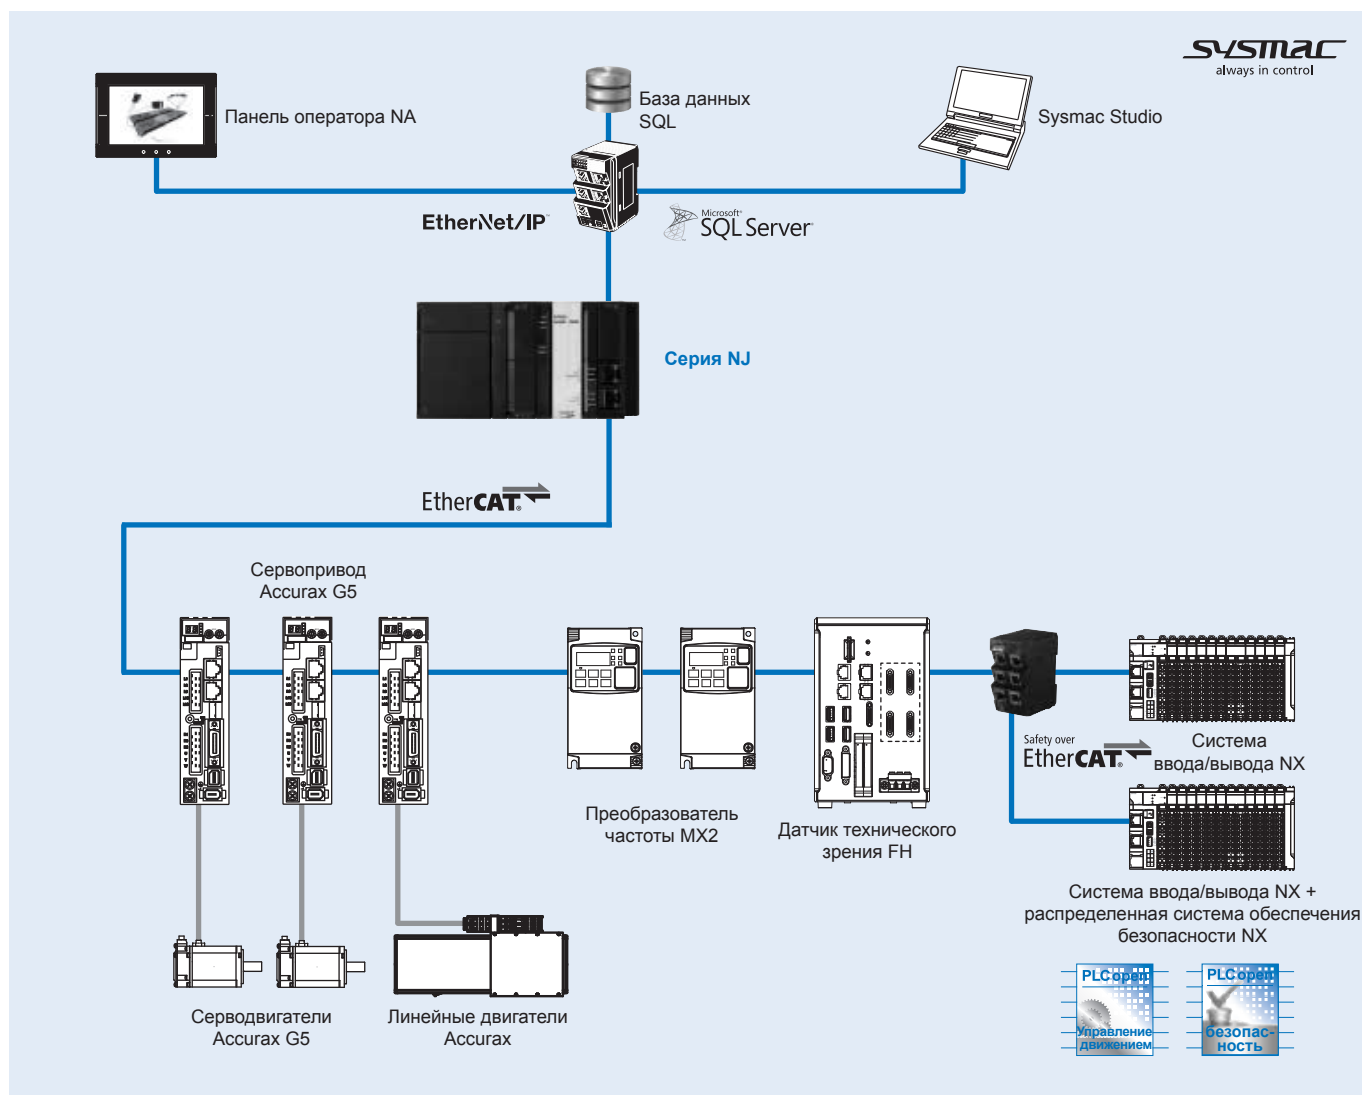 sysmac
always in control
Панель оператора NA
База данных
SQL
Sysmac Studio
EtherNet/IP™
Microsoft®
SQL Server®
Серия NJ
EtherCAT®
Сервопривод
Accurax G5
Преобразователь
частоты MX2
Датчик технического
зрения FH
Safety over
EtherCAT®
Система
ввода/вывода NX
Система ввода/вывода NX +
распределенная система обеспечения
безопасности NX
Серводвигатели
Accurax G5
Линейные двигатели
Accurax
PLCopen
Управление
движением
PLCopen
безопас-
ность